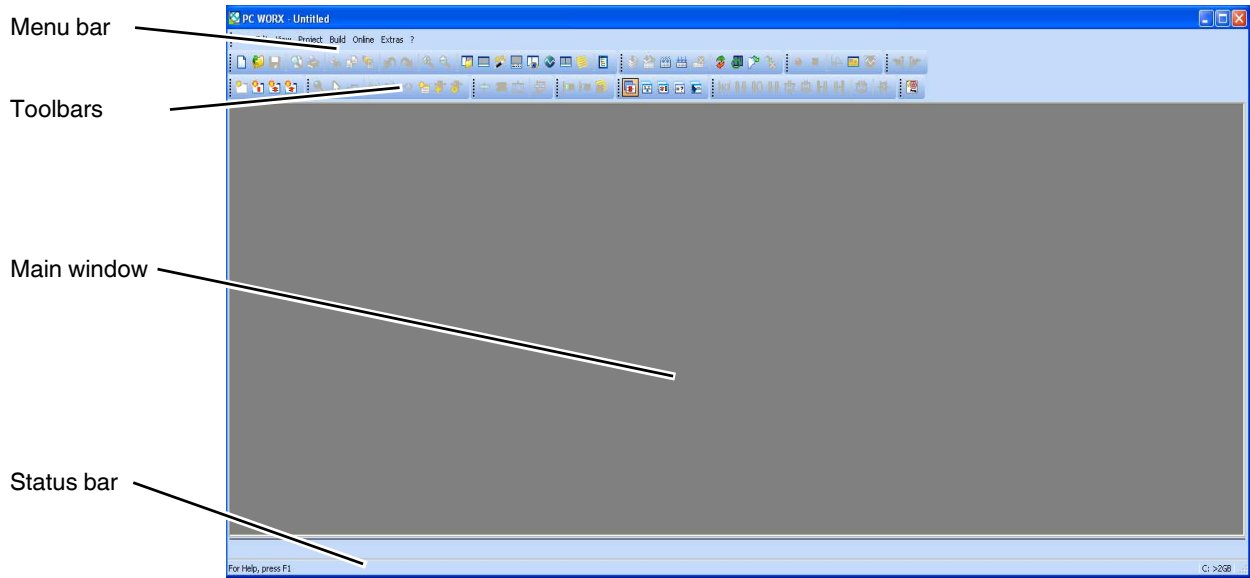 PC WORX - Untitled
Menu bar
View Project Build Online Extras ?
Toolbars
Main window
Status bar
For Help, press F1
C: >2GB